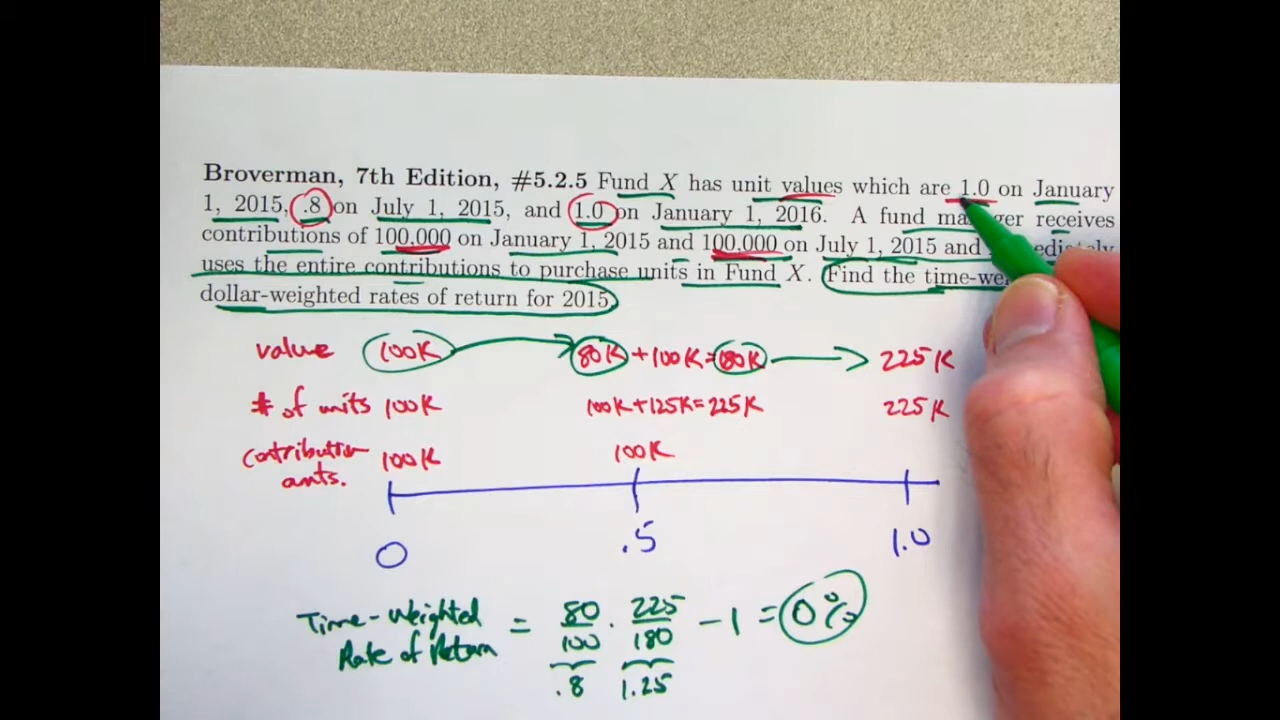 Broverman, 7th Edition, #5.2.5 Fund X has unit values which are 1.0 on January
1, 2015, .8 on July 1, 2015, and 1.0 on January 1, 2016. A fund receives
contributions of 100,000 on January 1, 2015 and 100,000 on July 1, 2015 and
uses the entire contributions to purchase units in Fund X. Find the
dollar-weighted rates of return for 2015
value 100K 80K + 100K = 180K 225K
# of units 100K 100K + 125K = 225K 225K
contribution 100K 100K
amts.
0 .5 1.0
Time-Weighted Rate of Return = 80/100 · 225/180 - 1 = 0%
.8 1.25